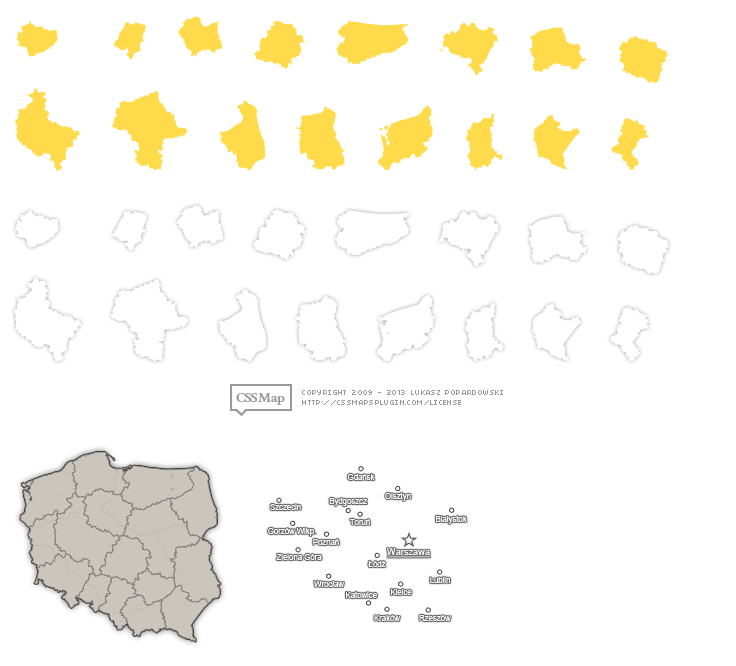 CSSMap
COPYRIGHT 2009 - 2013 LUKASZ POPARDOWSKI
HTTP://CSSMAPSPLUGIN.COM/LICENSE
Gdańsk
Olsztyn
Szczecin
Bydgoszcz
Toruń
Białystok
Gorzów Wlkp.
Poznań
Warszawa
Zielona Góra
Łódź
Wrocław
Lublin
Katowice
Kielce
Kraków
Rzeszów